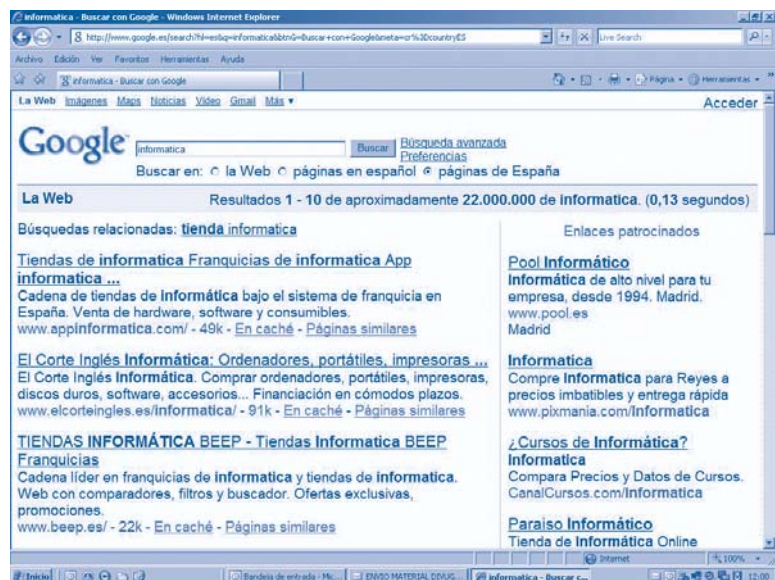 informatica - Buscar con Google - Windows Internet Explorer
Live Search
Archivo Edición Ver Favoritos Herramientas Ayuda
informatica - Buscar con Google
Página Herramientas
La Web Imágenes Maps Noticias Vídeo Gmail Más ▼
Acceder
Google informatica Buscar Búsqueda avanzada
Preferencias
Buscar en: la Web páginas en español páginas de España
La Web Resultados 1 - 10 de aproximadamente 22.000.000 de informatica. (0,13 segundos)
Búsquedas relacionadas: tienda informatica
Tiendas de informatica Franquicias de informatica App
informatica ...
Cadena de tiendas de Informática bajo el sistema de franquicia en
España. Venta de hardware, software y consumibles.
www.appinformatica.com/ - 49k - En caché - Páginas similares
El Corte Inglés Informática: Ordenadores, portátiles, impresoras ...
El Corte Inglés Informática. Comprar ordenadores, portátiles, impresoras,
discos duros, software, accesorios... Financiación en cómodos plazos.
www.elcorteingles.es/informatica/ - 91k - En caché - Páginas similares
TIENDAS INFORMÁTICA BEEP - Tiendas Informatica BEEP
Franquicias
Cadena líder en franquicias de informatica y tiendas de informatica.
Web con comparadores, filtros y buscador. Ofertas exclusivas,
promociones.
www.beep.es/ - 22k - En caché - Páginas similares
Enlaces patrocinados
Pool Informático
Informática de alto nivel para tu
empresa, desde 1994. Madrid.
www.pool.es
Madrid
Informatica
Compre Informatica para Reyes a
precios imbatibles y entrega rápida
www.pixmania.com/Informatica
¿Cursos de Informática?
Informatica
Compara Precios y Datos de Cursos.
CanalCursos.com/Informatica
Paraiso Informático
Tienda de Informática Online
Internet 100%
Inicio Bandeja de entrada - Mic... ENVIO MATERIAL DIVUG... informatica - Buscar c...